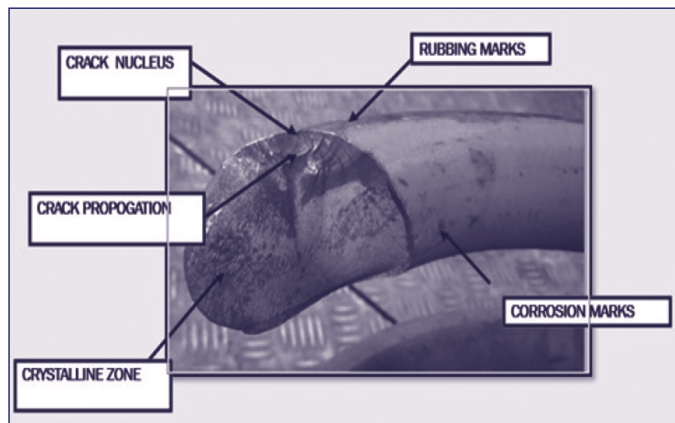 RUBBING MARKS
CRACK NUCLEUS
CRACK PROPOGATION
CORROSION MARKS
CRYSTALLINE ZONE